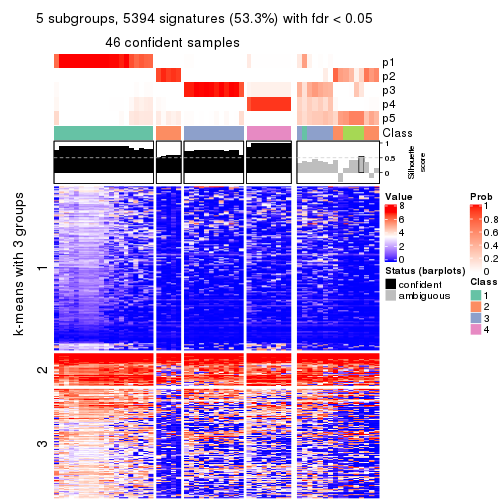 5 subgroups, 5394 signatures (53.3%) with fdr < 0.05
46 confident samples
p1
p2
p3
p4
p5
Class
1
0.5
0
Silhouette
score
k-means with 3 groups
1
2
3
Value
8
6
4
2
0
Status (barplots)
confident
ambiguous
Prob
1
0.8
0.6
0.4
0.2
0
Class
1
2
3
4